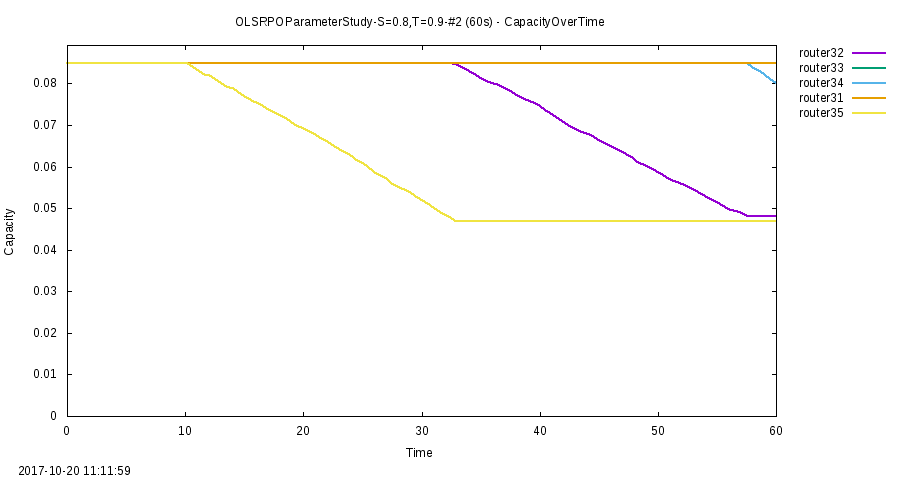 OLSRPOParameterStudy-S=0.8,T=0.9-#2 (60s) - CapacityOverTime
router32
router33
router34
router31
router35
0.08
0.07
0.06
0.05
0.04
0.03
0.02
0.01
0
Capacity
0 10 20 30 40 50 60
Time
2017-10-20 11:11:59